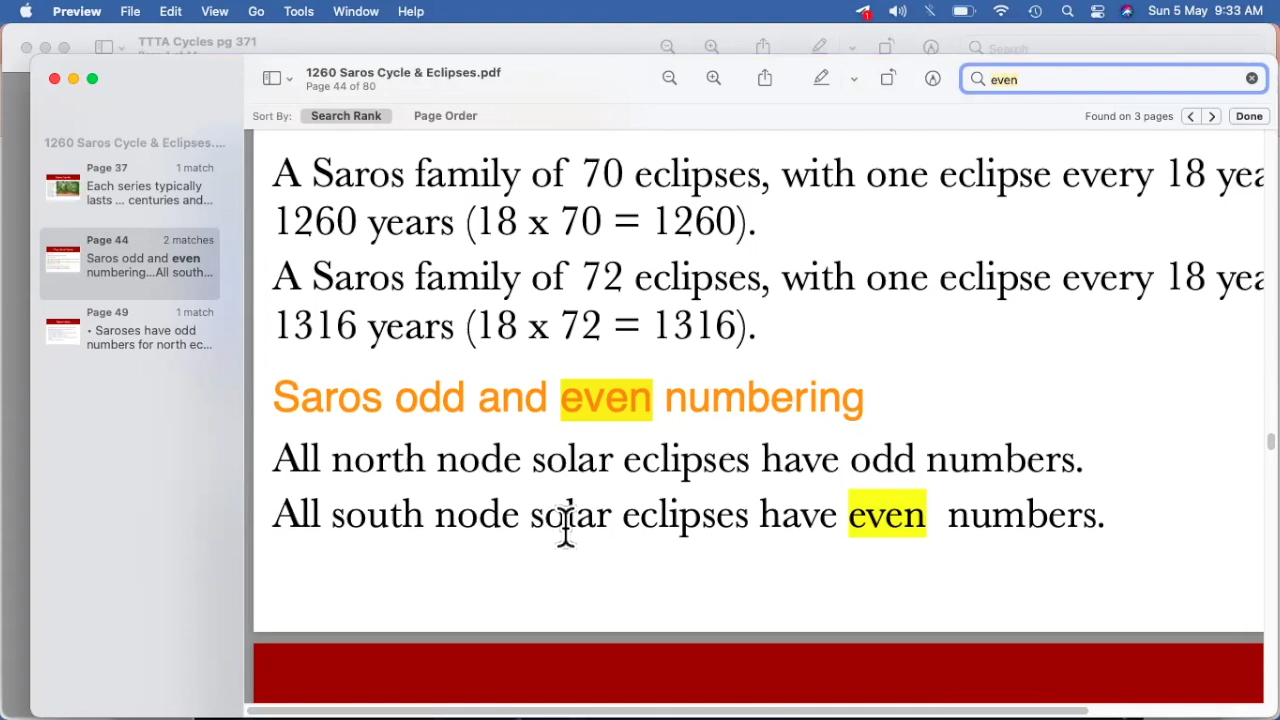 Preview File Edit View Go Tools Window Help 1 Sun 5 May 9:33 AM
TTTA Cycles pg 371
Search
1260 Saros Cycle & Eclipses.pdf
Page 44 of 80
even
Sort By: Search Rank Page Order Found on 3 pages Done
1260 Saros Cycle & Eclipses....
Page 37 1 match
Each series typically
lasts ... centuries and...
Page 44 2 matches
Saros odd and even
numbering...All south...
Page 49 1 match
• Saroses have odd
numbers for north ec...
A Saros family of 70 eclipses, with one eclipse every 18 yea
1260 years (18 x 70 = 1260).
A Saros family of 72 eclipses, with one eclipse every 18 yea
1316 years (18 x 72 = 1316).
Saros odd and even numbering
All north node solar eclipses have odd numbers.
All south node solar eclipses have even numbers.